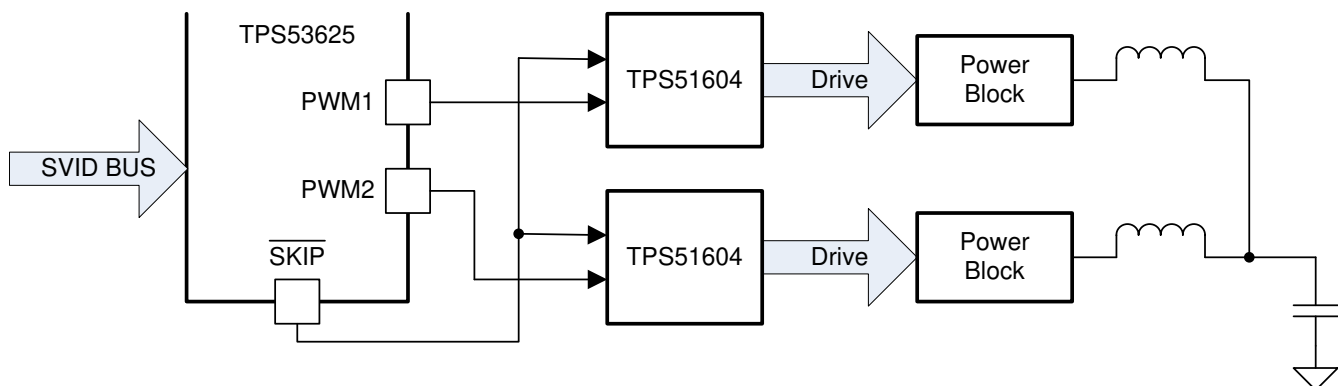 TPS53625
PWM1
PWM2
SKIP
SVID BUS
TPS51604
Drive
Power
Block
TPS51604
Drive
Power
Block